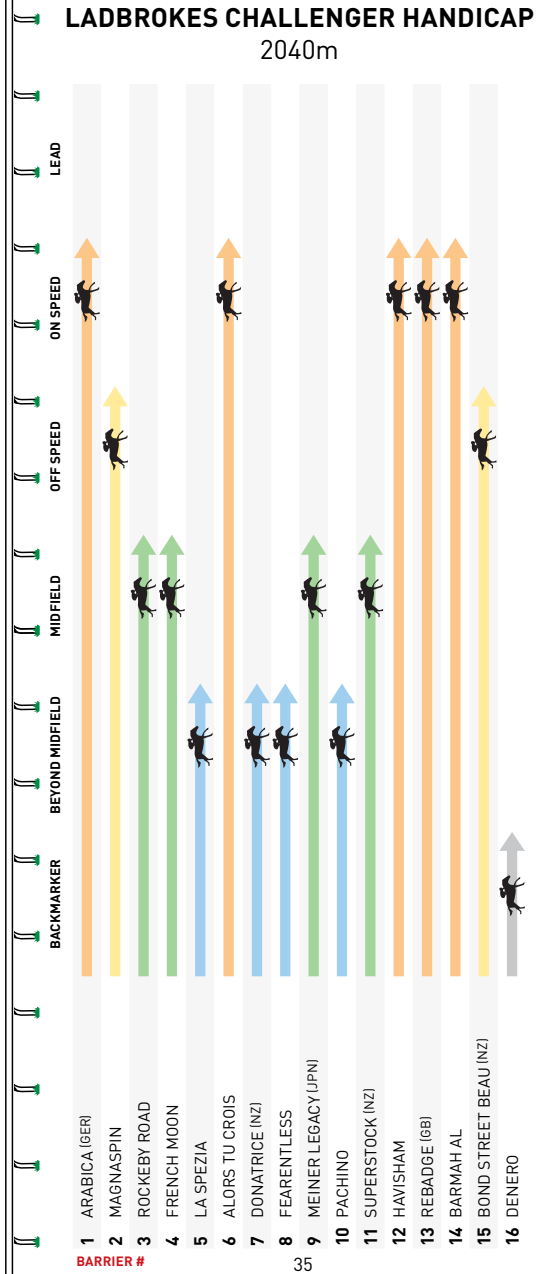 LADBROKES CHALLENGER HANDICAP
2040m
LEAD
ON SPEED
OFF SPEED
MIDFIELD
BEYOND MIDFIELD
BACKMARKER
1 ARABICA (GER)
2 MAGNASPIN
3 ROCKEBY ROAD
4 FRENCH MOON
5 LA SPEZIA
6 ALORS TU CROIS
7 DONATRICE (NZ)
8 FEARENTLESS
9 MEINER LEGACY (JPN)
10 PACHINO
11 SUPERSTOCK (NZ)
12 HAVISHAM
13 REBADGE (GB)
14 BARMAH AL
15 BOND STREET BEAU (NZ)
16 DENERO
BARRIER #
35